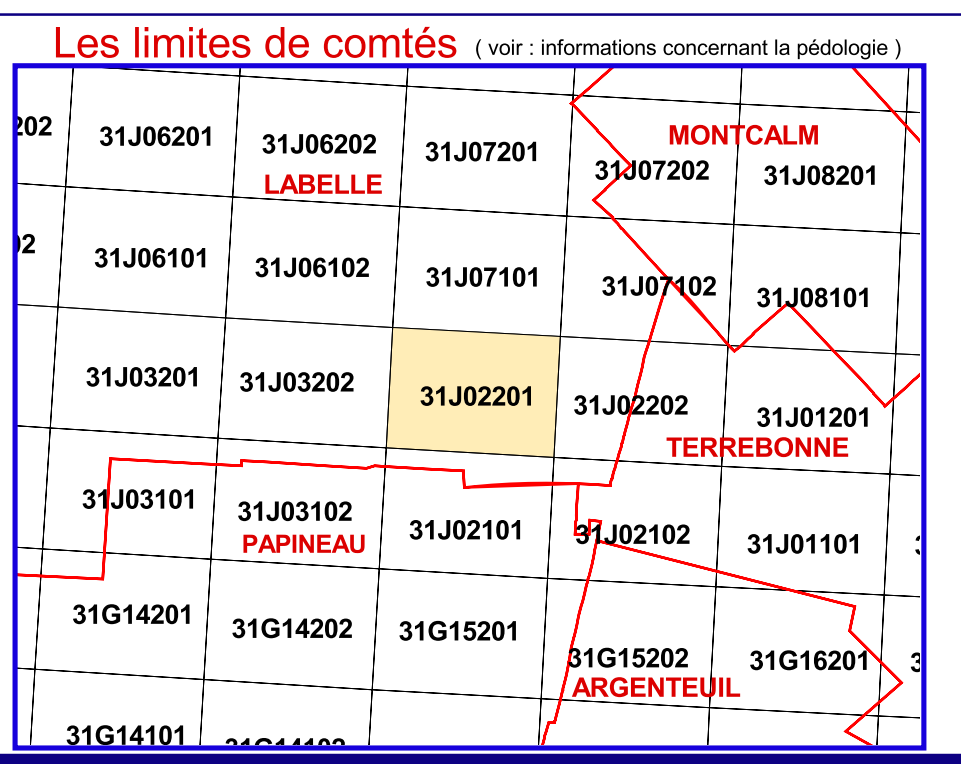 Les limites de comtés ( voir : informations concernant la pédologie )
202 31J06201 31J06202 31J07201 31J07202 31J08201
MONTCALM
LABELLE
31J06101 31J06102 31J07101 31J07102 31J08101
31J03201 31J03202 31J02201 31J02202 31J01201
TERREBONNE
31J03101 31J03102 31J02101 31J02102 31J01101
PAPINEAU
31G14201 31G14202 31G15201 31G15202 31G16201
ARGENTEUIL
31G14101 31G14102